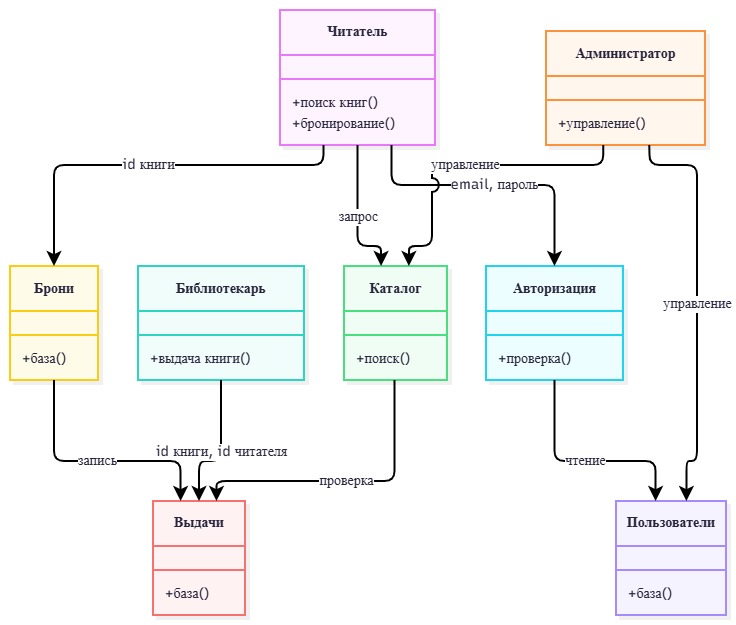 Читатель
+поиск книг()
+бронирование()
Администратор
+управление()
id книги
управление
email, пароль
запрос
Брони
+база()
Библиотекарь
+выдача книги()
Каталог
+поиск()
Авторизация
+проверка()
управление
запись
id книги, id читателя
проверка
чтение
Выдачи
+база()
Пользователи
+база()